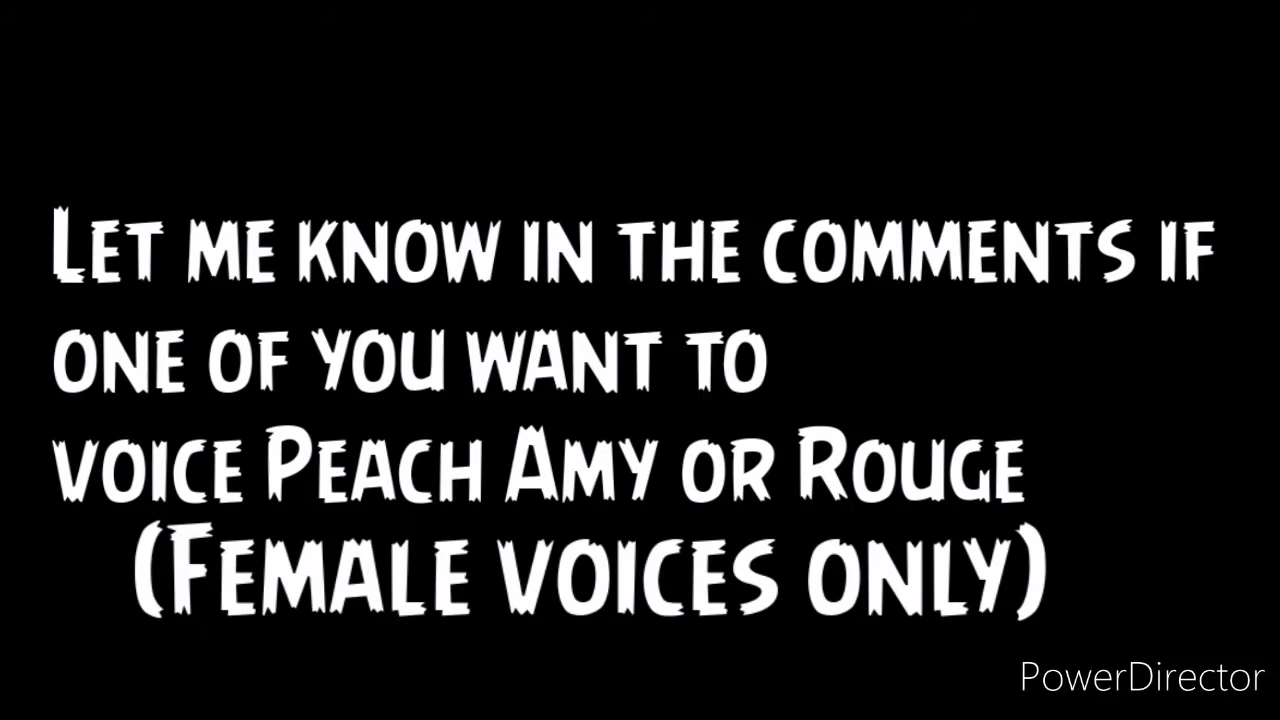 Let me know in the comments if
one of you want to
voice Peach Amy or Rouge
(Female voices only)
PowerDirector